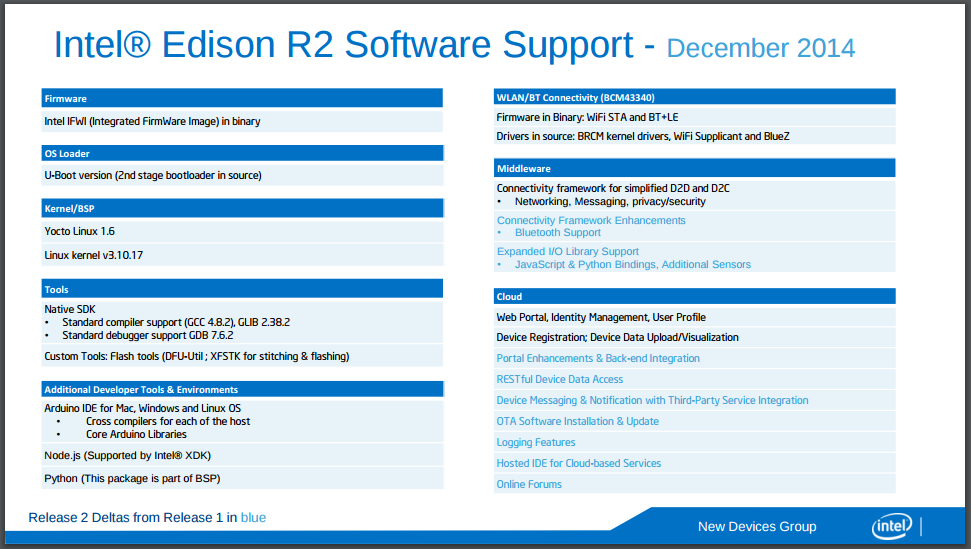 Intel® Edison R2 Software Support - December 2014
Firmware
Intel IFWI (Integrated FirmWare Image) in binary
OS Loader
U-Boot version (2nd stage bootloader in source)
Kernel/BSP
Yocto Linux 1.6
Linux kernel v3.10.17
Tools
Native SDK
• Standard compiler support (GCC 4.8.2), GLIB 2.38.2
• Standard debugger support GDB 7.6.2
Custom Tools: Flash tools (DFU-Util ; XFSTK for stitching & flashing)
Additional Developer Tools & Environments
Arduino IDE for Mac, Windows and Linux OS
• Cross compilers for each of the host
• Core Arduino Libraries
Node.js (Supported by Intel® XDK)
Python (This package is part of BSP)
WLAN/BT Connectivity (BCM43340)
Firmware in Binary: WiFi STA and BT+LE
Drivers in source: BRCM kernel drivers, WiFi Supplicant and BlueZ
Middleware
Connectivity framework for simplified D2D and D2C
• Networking, Messaging, privacy/security
Connectivity Framework Enhancements
• Bluetooth Support
Expanded I/O Library Support
• JavaScript & Python Bindings, Additional Sensors
Cloud
Web Portal, Identity Management, User Profile
Device Registration; Device Data Upload/Visualization
Portal Enhancements & Back-end Integration
RESTful Device Data Access
Device Messaging & Notification with Third-Party Service Integration
OTA Software Installation & Update
Logging Features
Hosted IDE for Cloud-based Services
Online Forums
Release 2 Deltas from Release 1 in blue
New Devices Group
intel